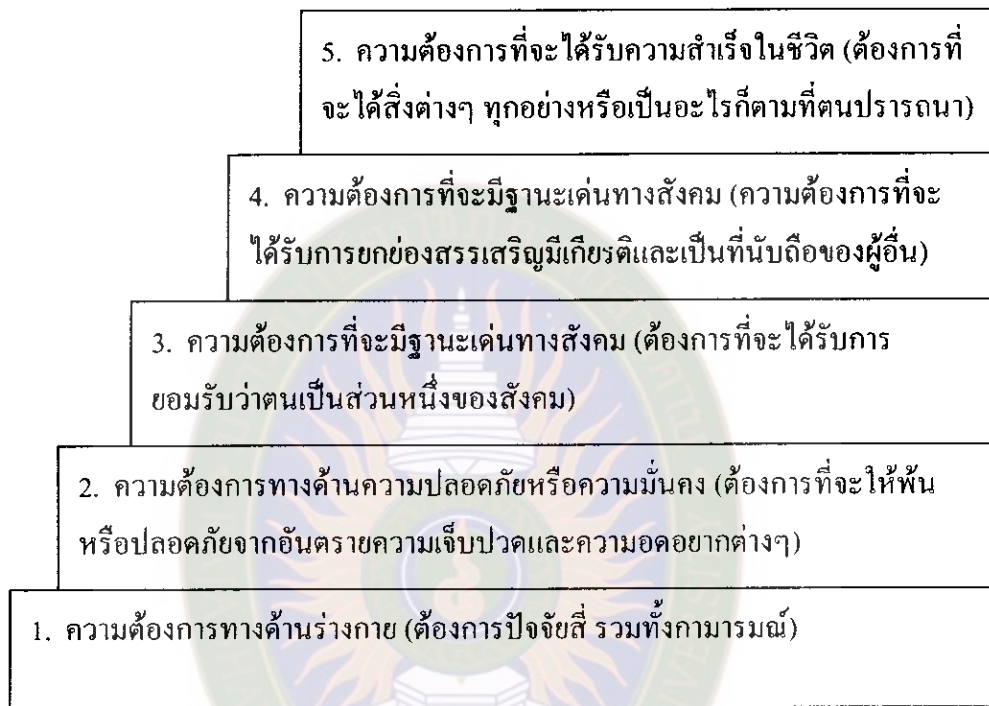 5. ความต้องการที่จะได้รับความสำเร็จในชีวิต (ต้องการที่
จะได้สิ่งต่างๆ ทุกอย่างหรือเป็นอะไรก็ตามที่ตนปรารถนา)
4. ความต้องการที่จะมีฐานะเด่นทางสังคม (ความต้องการที่จะ
ได้รับการยกย่องสรรเสริญมีเกียรติและเป็นที่นับถือของผู้อื่น)
3. ความต้องการที่จะมีฐานะเด่นทางสังคม (ต้องการที่จะได้รับการ
ยอมรับว่าตนเป็นส่วนหนึ่งของสังคม)
2. ความต้องการทางด้านความปลอดภัยหรือความมั่นคง (ต้องการที่จะให้พ้น
หรือปลอดภัยจากอันตรายความเจ็บปวดและความอดอยากต่างๆ)
1. ความต้องการทางด้านร่างกาย (ต้องการปัจจัยสี่ รวมทั้งกามารมณ์)